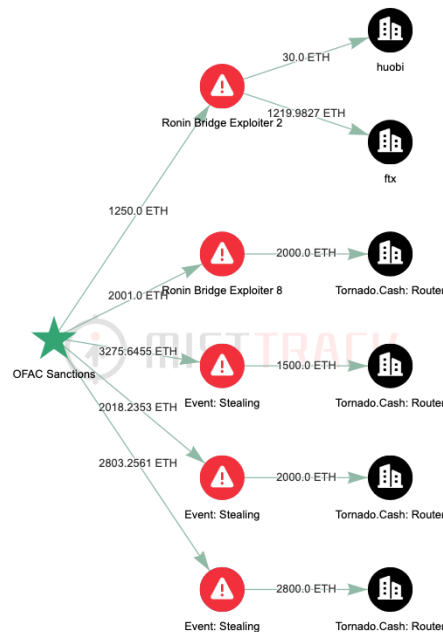 30.0 ETH
huobi
Ronin Bridge Exploiter 2
1219.9827 ETH
ftx
1250.0 ETH
2001.0 ETH
Ronin Bridge Exploiter 8
2000.0 ETH
Tornado.Cash: Router
MISTTRACK
OFAC Sanctions
3275.6455 ETH
Event: Stealing
1500.0 ETH
Tornado.Cash: Router
2018.2353 ETH
Event: Stealing
2000.0 ETH
Tornado.Cash: Router
2803.2561 ETH
Event: Stealing
2800.0 ETH
Tornado.Cash: Router